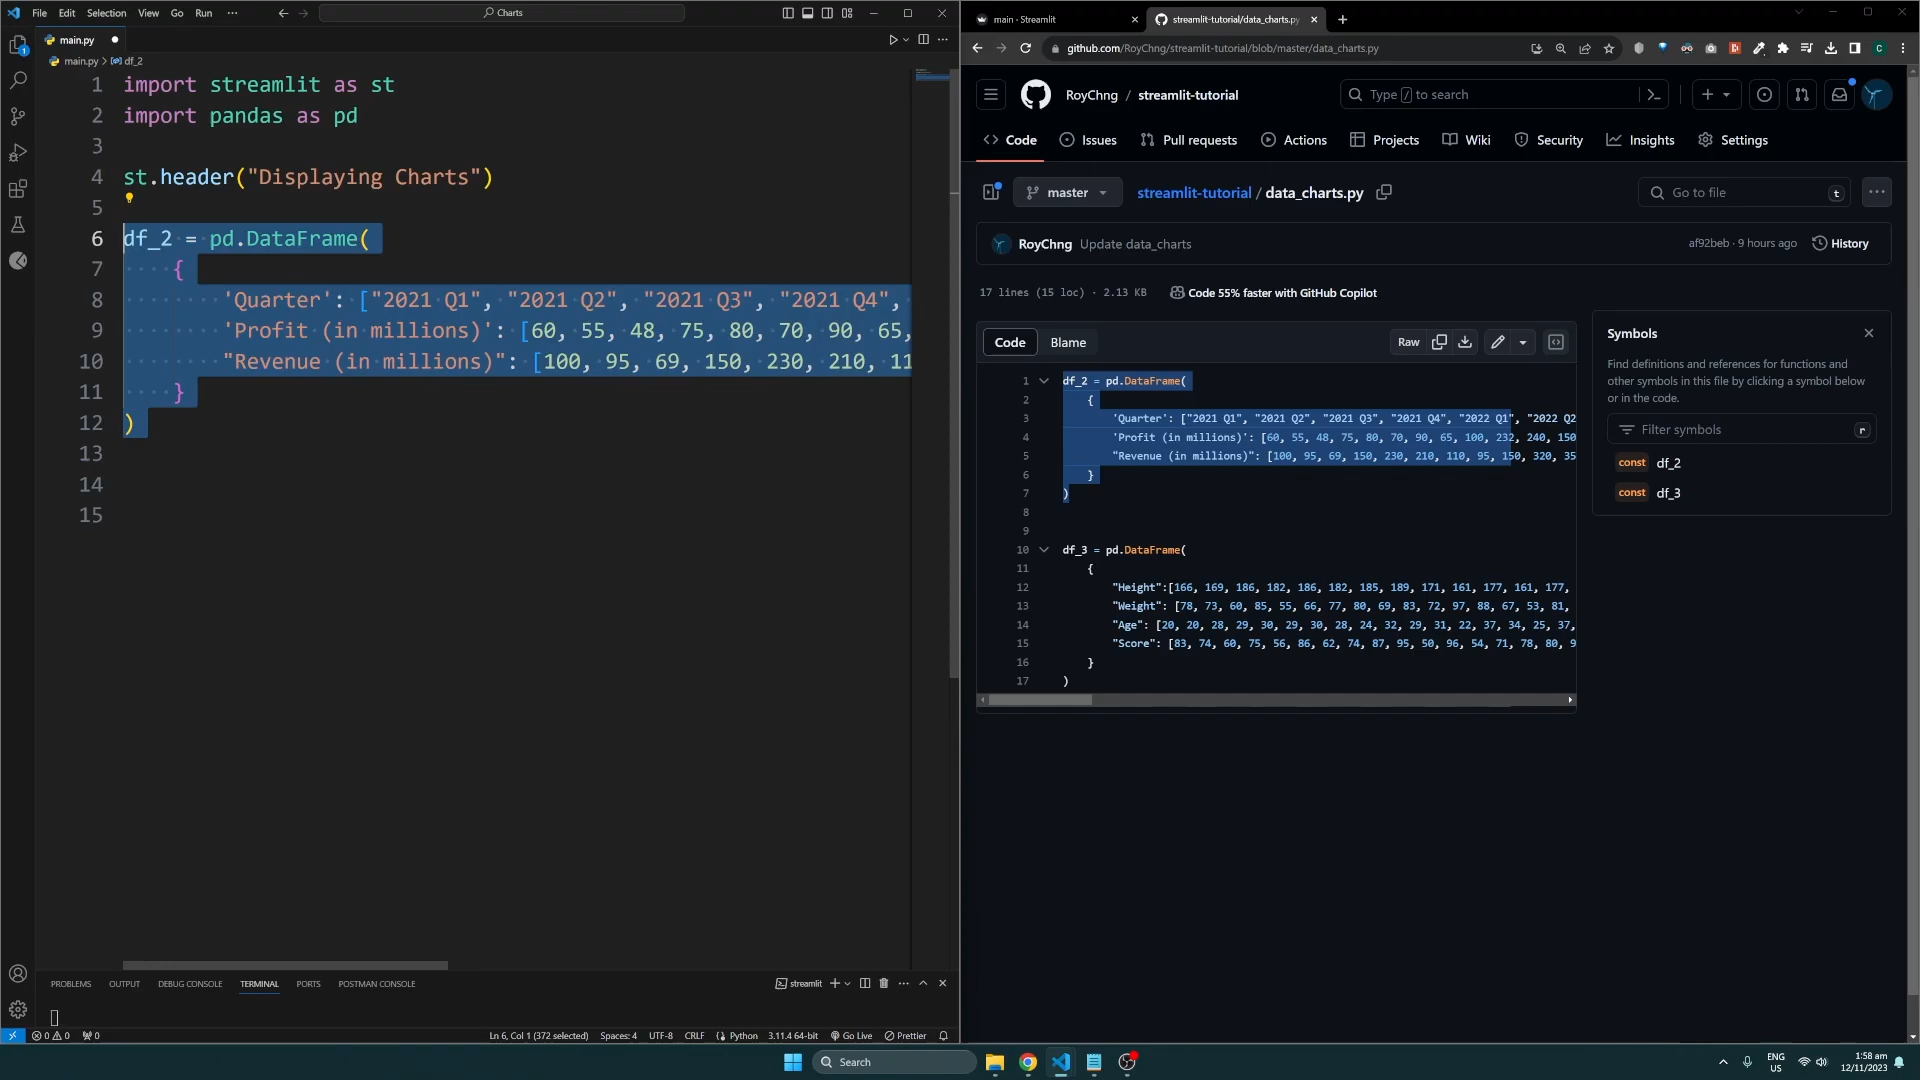 File Edit Selection View Go Run ··· Charts
main.py
main.py > df_2
1 import streamlit as st
2 import pandas as pd
3
4 st.header("Displaying Charts")
5
6 df_2 = pd.DataFrame(
7 {
8 'Quarter': ["2021 Q1", "2021 Q2", "2021 Q3", "2021 Q4",
9 'Profit (in millions)': [60, 55, 48, 75, 80, 70, 90, 65,
10 "Revenue (in millions)": [100, 95, 69, 150, 230, 210, 11
11 }
12 )
13
14
15
PROBLEMS OUTPUT DEBUG CONSOLE TERMINAL PORTS POSTMAN CONSOLE streamlit
0 0 0 Ln 6, Col 1 (372 selected) Spaces: 4 UTF-8 CRLF Python 3.11.4 64-bit Go Live Prettier
main · Streamlit streamlit-tutorial/data_charts.py
github.com/RoyChng/streamlit-tutorial/blob/master/data_charts.py
RoyChng / streamlit-tutorial Type / to search
Code Issues Pull requests Actions Projects Wiki Security Insights Settings
master streamlit-tutorial / data_charts.py Go to file t
RoyChng Update data_charts af92beb · 9 hours ago History
17 lines (15 loc) · 2.13 KB Code 55% faster with GitHub Copilot
Code Blame Raw
1 df_2 = pd.DataFrame(
2 {
3 'Quarter': ["2021 Q1", "2021 Q2", "2021 Q3", "2021 Q4", "2022 Q1", "2022 Q2
4 'Profit (in millions)': [60, 55, 48, 75, 80, 70, 90, 65, 100, 232, 240, 150
5 "Revenue (in millions)": [100, 95, 69, 150, 230, 210, 110, 95, 150, 320, 35
6 }
7 )
8
9
10 df_3 = pd.DataFrame(
11 {
12 "Height":[166, 169, 186, 182, 186, 182, 185, 189, 171, 161, 177, 161, 177,
13 "Weight": [78, 73, 60, 85, 55, 66, 77, 80, 69, 83, 72, 97, 88, 67, 53, 81,
14 "Age": [20, 20, 28, 29, 30, 29, 30, 28, 24, 32, 29, 31, 22, 37, 34, 25, 37,
15 "Score": [83, 74, 60, 75, 56, 86, 62, 74, 87, 95, 50, 96, 54, 71, 78, 80, 9
16 }
17 )
Symbols
Find definitions and references for functions and
other symbols in this file by clicking a symbol below
or in the code.
Filter symbols r
const df_2
const df_3
Search
ENG
US
1:58 am
12/11/2023